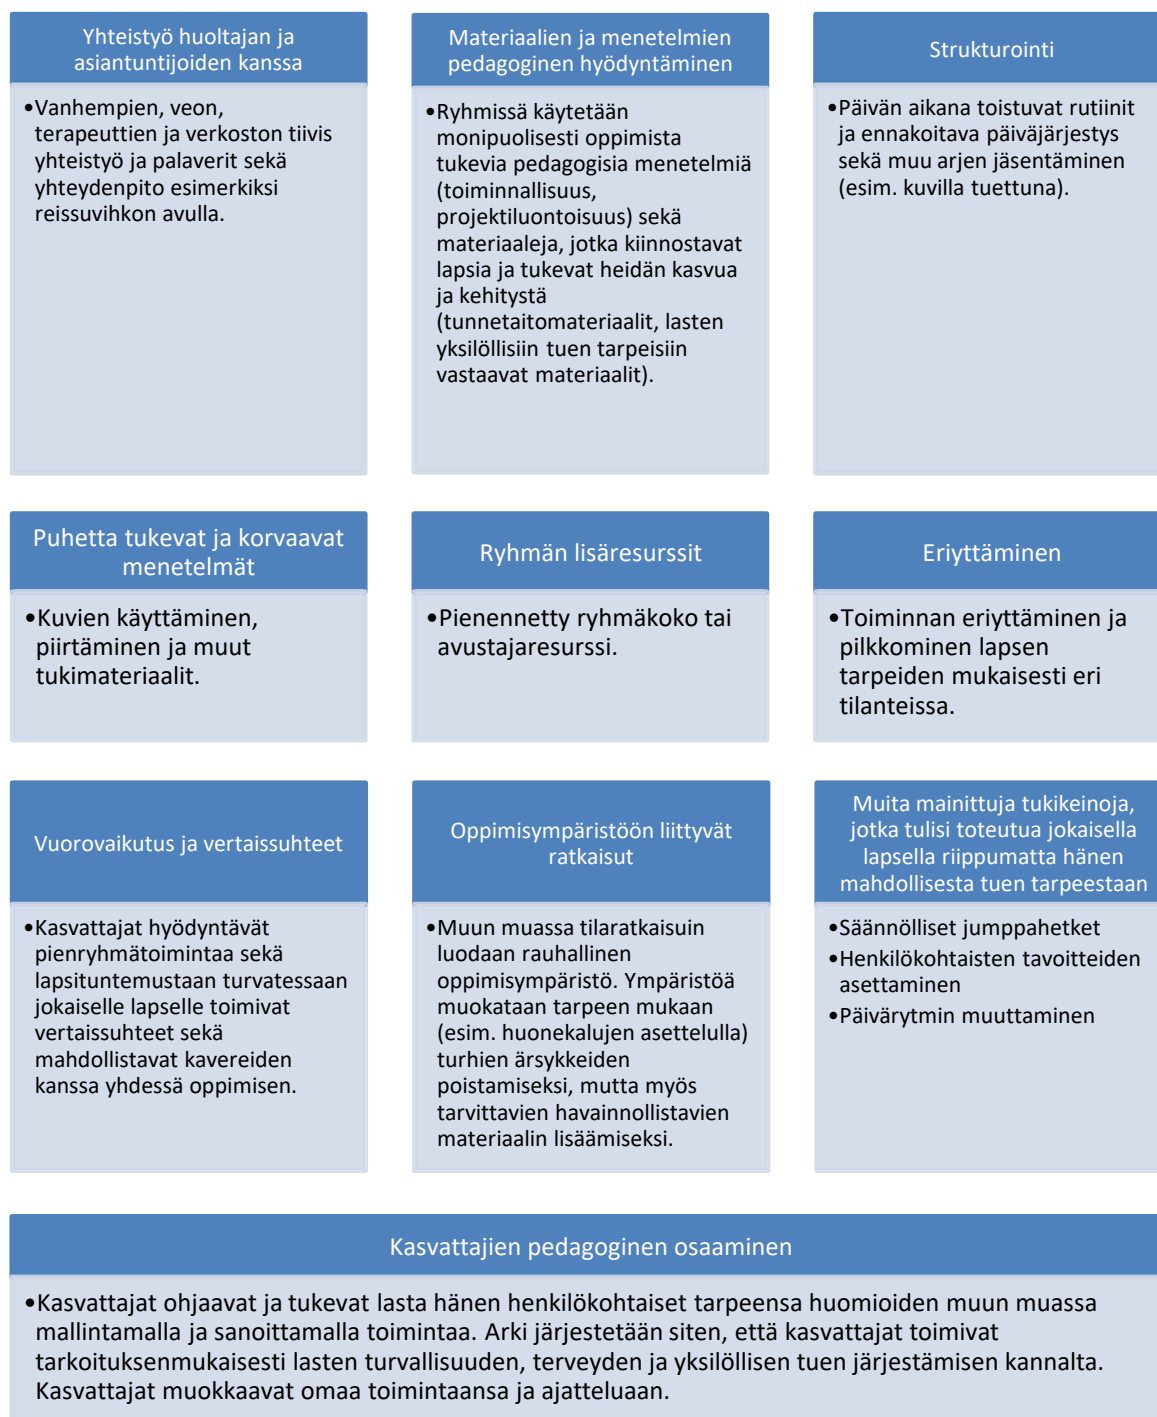 Yhteistyö huoltajan ja
asiantuntijoiden kanssa
•Vanhempien, veon,
terapeuttien ja verkoston tiivis
yhteistyö ja palaverit sekä
yhteydenpito esimerkiksi
reissuvihkon avulla.
Materiaalien ja menetelmien
pedagoginen hyödyntäminen
•Ryhmissä käytetään
monipuolisesti oppimista
tukevia pedagogisia menetelmiä
(toiminnallisuus,
projektiluontoisuus) sekä
materiaaleja, jotka kiinnostavat
lapsia ja tukevat heidän kasvua
ja kehitystä
(tunnetaitomateriaalit, lasten
yksilöllisiin tuen tarpeisiin
vastaavat materiaalit).
Strukturointi
•Päivän aikana toistuvat rutiinit
ja ennakoitava päiväjärjestys
sekä muu arjen jäsentäminen
(esim. kuvilla tuettuna).
Puhetta tukevat ja korvaavat
menetelmät
•Kuvien käyttäminen,
piirtäminen ja muut
tukimateriaalit.
Ryhmän lisäresurssit
•Pienennetty ryhmäkoko tai
avustajaresurssi.
Eriyttäminen
•Toiminnan eriyttäminen ja
pilkkominen lapsen
tarpeiden mukaisesti eri
tilanteissa.
Vuorovaikutus ja vertaissuhteet
•Kasvattajat hyödyntävät
pienryhmätoimintaa sekä
lapsituntemustaan turvatessaan
jokaiselle lapselle toimivat
vertaissuhteet sekä
mahdollistavat kavereiden
kanssa yhdessä oppimisen.
Oppimisympäristöön liittyvät
ratkaisut
•Muun muassa tilaratkaisuin
luodaan rauhallinen
oppimisympäristö. Ympäristöä
muokataan tarpeen mukaan
(esim. huonekalujen asettelulla)
turhien ärsykkeiden
poistamiseksi, mutta myös
tarvittavien havainnollistavien
materiaalin lisäämiseksi.
Muita mainittuja tukikeinoja,
jotka tulisi toteutua jokaisella
lapsella riippumatta hänen
mahdollisesta tuen tarpeestaan
•Säännölliset jumppahetket
•Henkilökohtaisten tavoitteiden
asettaminen
•Päivärytmin muuttaminen
Kasvattajien pedagoginen osaaminen
•Kasvattajat ohjaavat ja tukevat lasta hänen henkilökohtaiset tarpeensa huomioiden muun muassa
mallintamalla ja sanoittamalla toimintaa. Arki järjestetään siten, että kasvattajat toimivat
tarkoituksenmukaisesti lasten turvallisuuden, terveyden ja yksilöllisen tuen järjestämisen kannalta.
Kasvattajat muokkaavat omaa toimintaansa ja ajatteluaan.